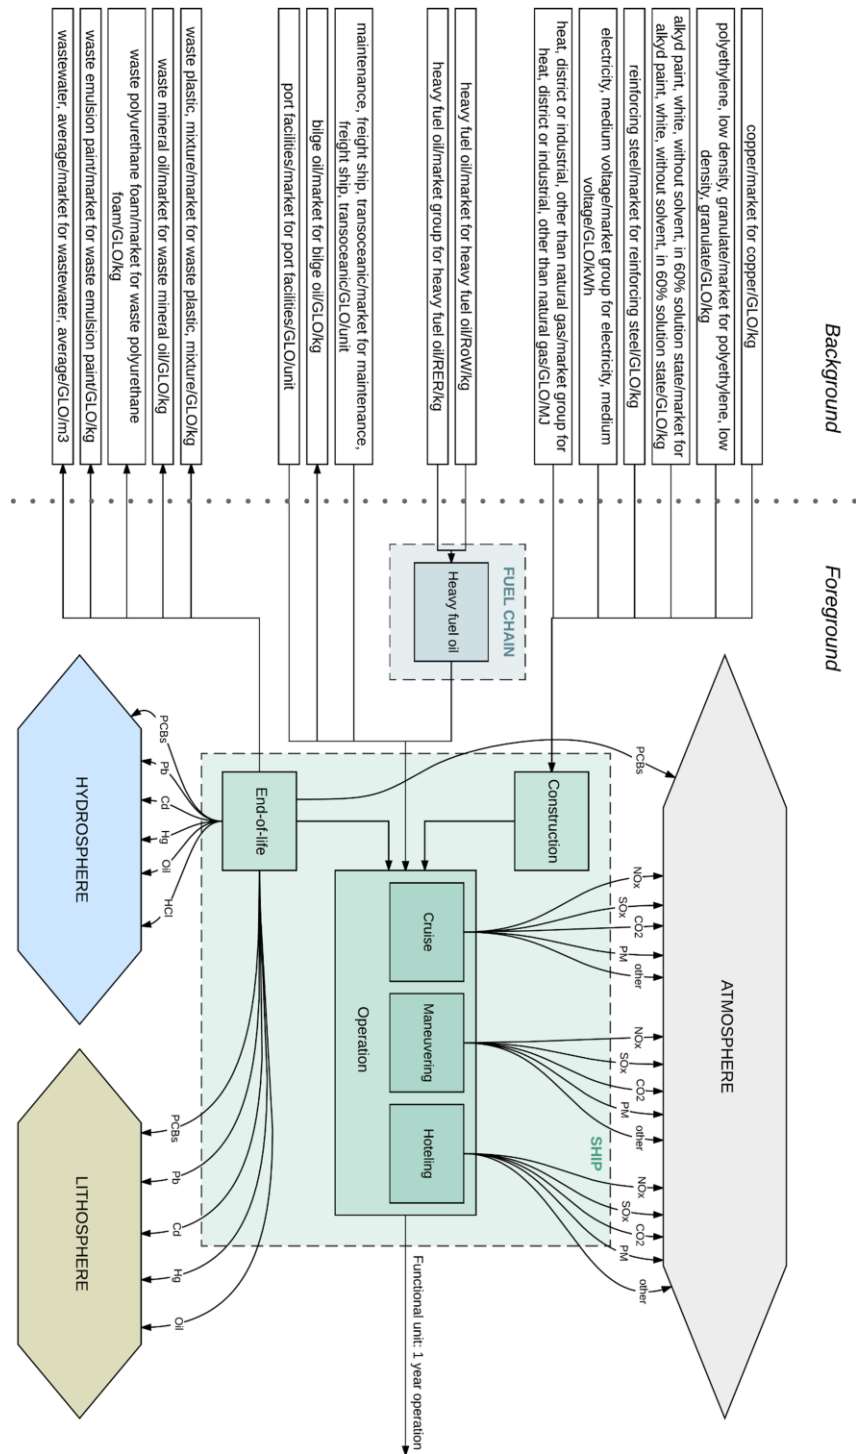 Background
Foreground
copper/market for copper/GLO/kg
polyethylene, low density, granulate/market for polyethylene, low
density, granulate/GLO/kg
alkyd paint, white, without solvent, in 60% solution state/market for
alkyd paint, white, without solvent, in 60% solution state/GLO/kg
reinforcing steel/market for reinforcing steel/GLO/kg
electricity, medium voltage/market group for electricity, medium
voltage/GLO/kWh
heat, district or industrial, other than natural gas/market group for
heat, district or industrial, other than natural gas/GLO/MJ
heavy fuel oil/market for heavy fuel oil/RoW/kg
heavy fuel oil/market group for heavy fuel oil/RER/kg
maintenance, freight ship, transoceanic/market for maintenance,
freight ship, transoceanic/GLO/unit
bilge oil/market for bilge oil/GLO/kg
port facilities/market for port facilities/GLO/unit
waste plastic, mixture/market for waste plastic, mixture/GLO/kg
waste mineral oil/market for waste mineral oil/GLO/kg
waste polyurethane foam/market for waste polyurethane
foam/GLO/kg
waste emulsion paint/market for waste emulsion paint/GLO/kg
wastewater, average/market for wastewater, average/GLO/m3
FUEL CHAIN
Heavy fuel oil
ATMOSPHERE
PCBs
NOx
SOx
CO2
PM
other
NOx
SOx
CO2
PM
other
NOx
SOx
CO2
PM
other
SHIP
Construction
Cruise
Maneuvering
Hoteling
Operation
End-of-life
Functional unit: 1 year operation
PCBs
Pb
Cd
Hg
Oil
HCl
HYDROSPHERE
PCBs
Pb
Cd
Hg
Oil
LITHOSPHERE